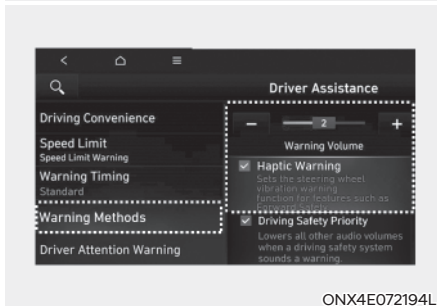 Driver Assistance
Driving Convenience
Speed Limit
Speed Limit Warning
Warning Timing
Standard
Warning Methods
Driver Attention Warning
− 2 +
Warning Volume
Haptic Warning
Sets the steering wheel
vibration warning
function for features such as
Forward Safety
Driving Safety Priority
Lowers all other audio volumes
when a driving safety system
sounds a warning.
ONX4E072194L